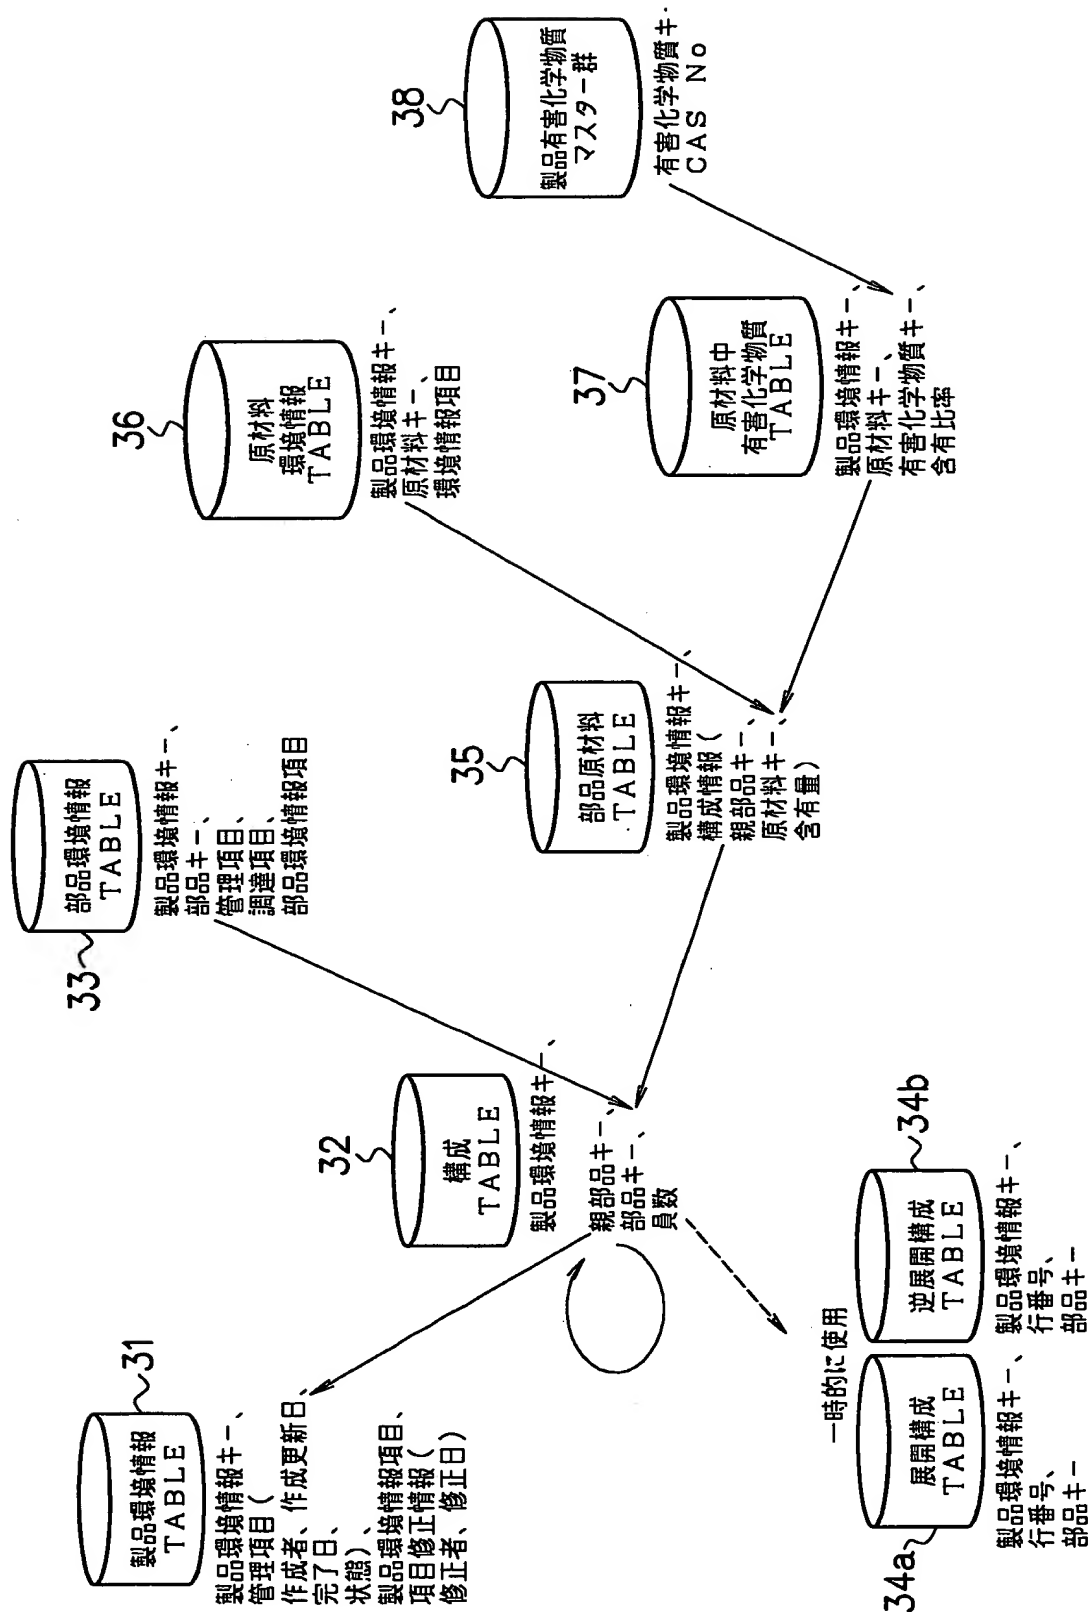 31
製品環境情報
TABLE
製品環境情報キー、
管理項目(
作成者、作成更新日、
完了日、
状態)、
製品環境情報項目、
項目修正情報(
修正者、修正日)
32
構成
TABLE
製品環境情報キー、
親部品キー、
部品キー、
員数
一時的に使用
34a
展開構成
TABLE
製品環境情報キー、
行番号、
部品キー
34b
逆展開構成
TABLE
製品環境情報キー、
行番号、
部品キー
33
部品環境情報
TABLE
製品環境情報キー、
部品キー、
管理項目、
調達項目、
部品環境情報項目
35
部品原材料
TABLE
製品環境情報キー、
構成情報(
親部品キー、
原材料キー、
含有量)
36
原材料
環境情報
TABLE
製品環境情報キー、
原材料キー、
環境情報項目
37
原材料中
有害化学物質
TABLE
製品環境情報キー、
原材料キー、
有害化学物質キー、
含有比率
38
製品有害化学物質
マスター群
有害化学物質キ
CAS No